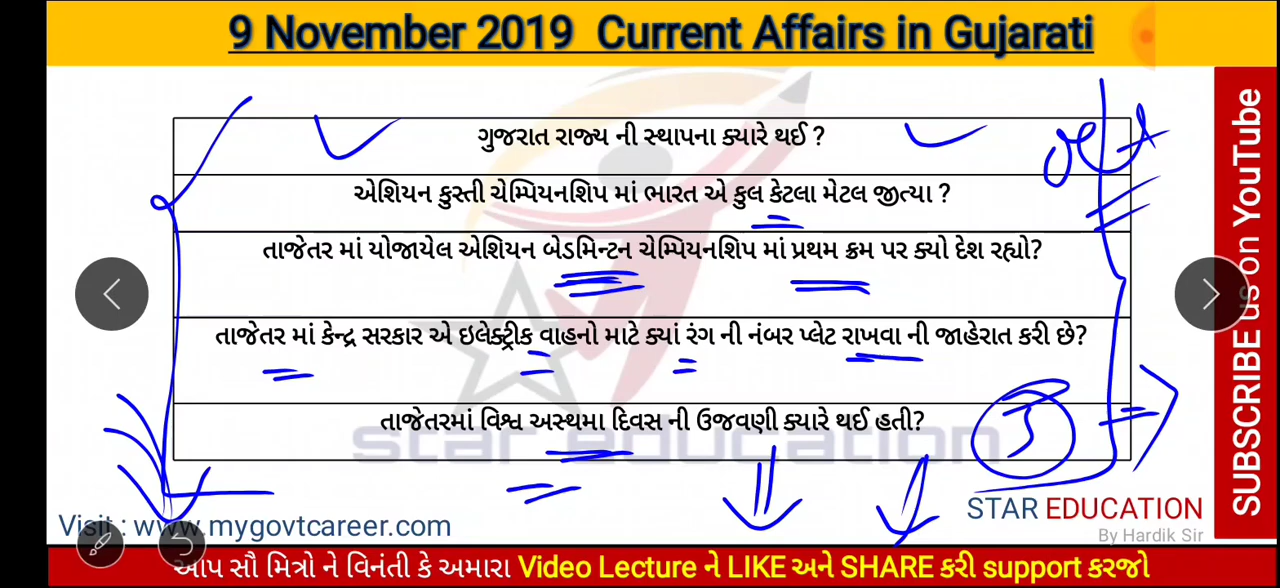 9 November 2019 Current Affairs in Gujarati
ગુજરાત રાજ્ય ની સ્થાપના ક્યારે થઈ ?
એશિયન કુસ્તી ચેમ્પિયનશિપ માં ભારત એ કુલ કેટલા મેટલ જીત્યા ?
તાજેતર માં યોજાયેલ એશિયન બેડમિન્ટન ચેમ્પિયનશિપ માં પ્રથમ ક્રમ પર ક્યો દેશ રહ્યો?
તાજેતર માં કેન્દ્ર સરકાર એ ઇલેક્ટ્રીક વાહનો માટે ક્યાં રંગ ની નંબર પ્લેટ રાખવા ની જાહેરાત કરી છે?
તાજેતરમાં વિશ્વ અસ્થમા દિવસ ની ઉજવણી ક્યારે થઈ હતી?
3
star education
STAR EDUCATION
By Hardik Sir
Visit : www.mygovtcareer.com
આપ સૌ મિત્રો ને વિનંતી કે અમારા Video Lecture ને LIKE અને SHARE કરી support કરજો
SUBSCRIBE us on YouTube